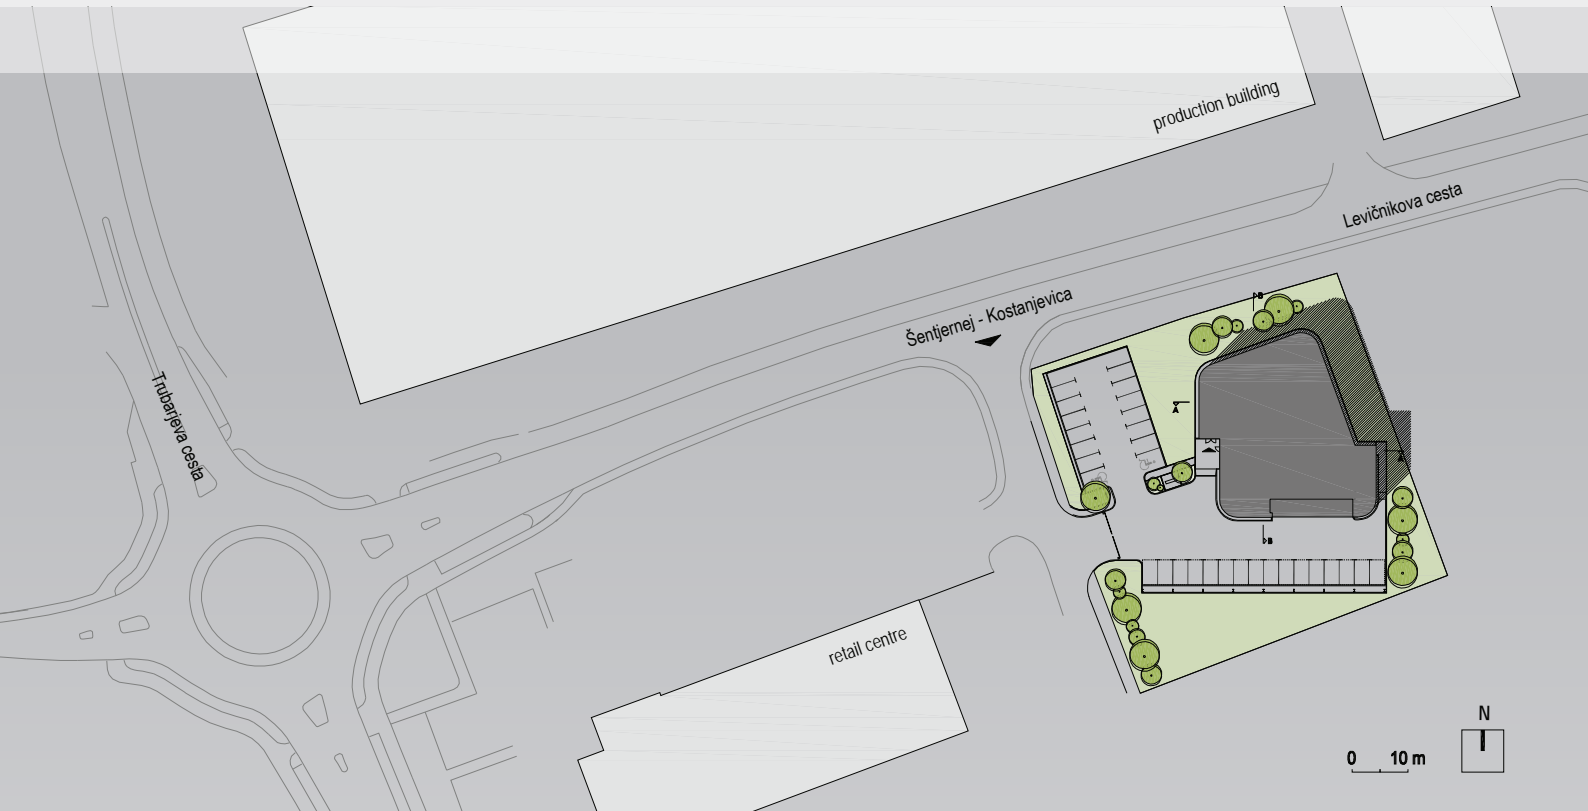 production building
Levičnikova cesta
Šentjernej - Kostanjevica
B
Trubarjeva cesta
A
A
B
retail centre
N
0 10 m